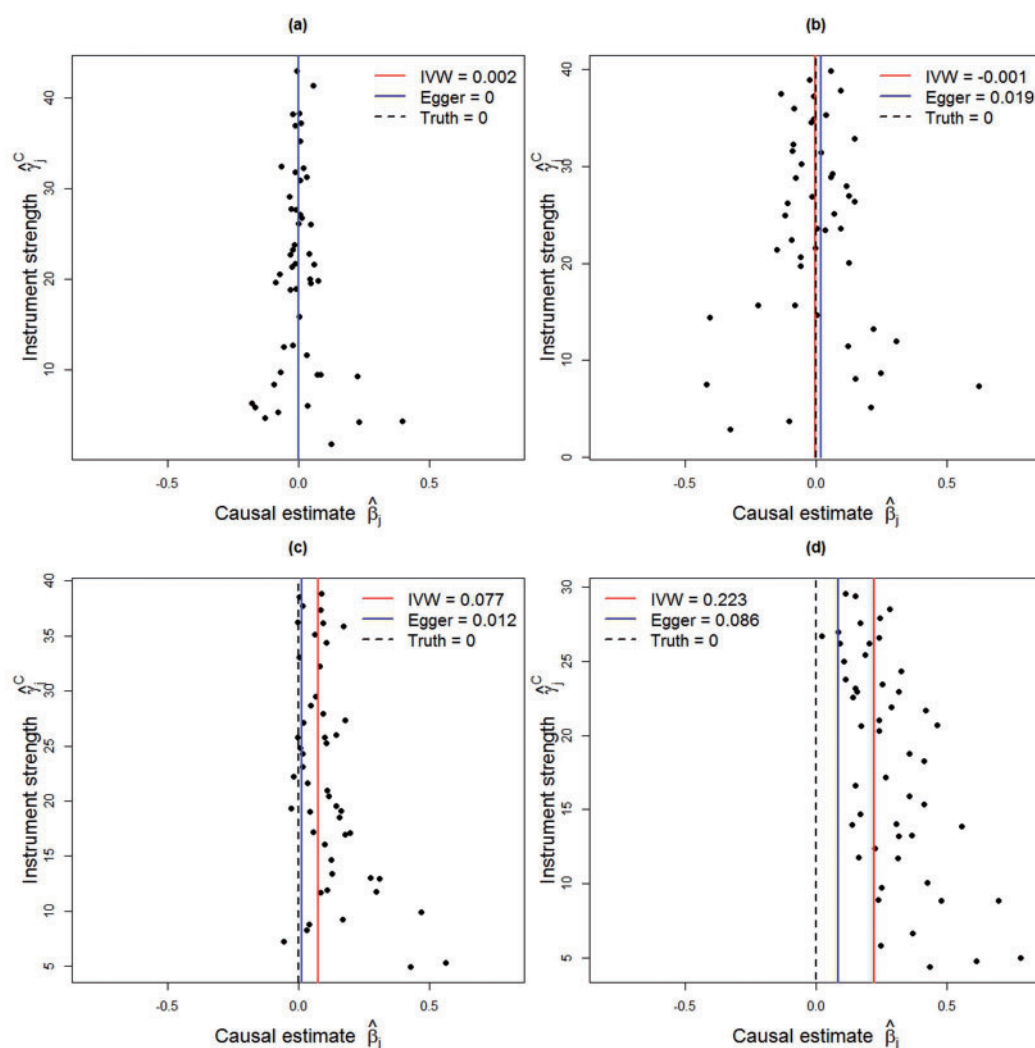 (a)
IVW = 0.002
Egger = 0
Truth = 0
Instrument strength γ̂ⱼᶜ
40
30
20
10
-0.5
0.0
0.5
Causal estimate β̂ⱼ
(b)
IVW = -0.001
Egger = 0.019
Truth = 0
Instrument strength γ̂ⱼᶜ
40
30
20
10
0
-0.5
0.0
0.5
Causal estimate β̂ⱼ
(c)
IVW = 0.077
Egger = 0.012
Truth = 0
Instrument strength γ̂ⱼᶜ
40
35
30
25
20
15
10
5
-0.5
0.0
0.5
Causal estimate β̂ⱼ
(d)
IVW = 0.223
Egger = 0.086
Truth = 0
Instrument strength γ̂ⱼᶜ
30
25
20
15
10
5
-0.5
0.0
0.5
Causal estimate β̂ⱼ